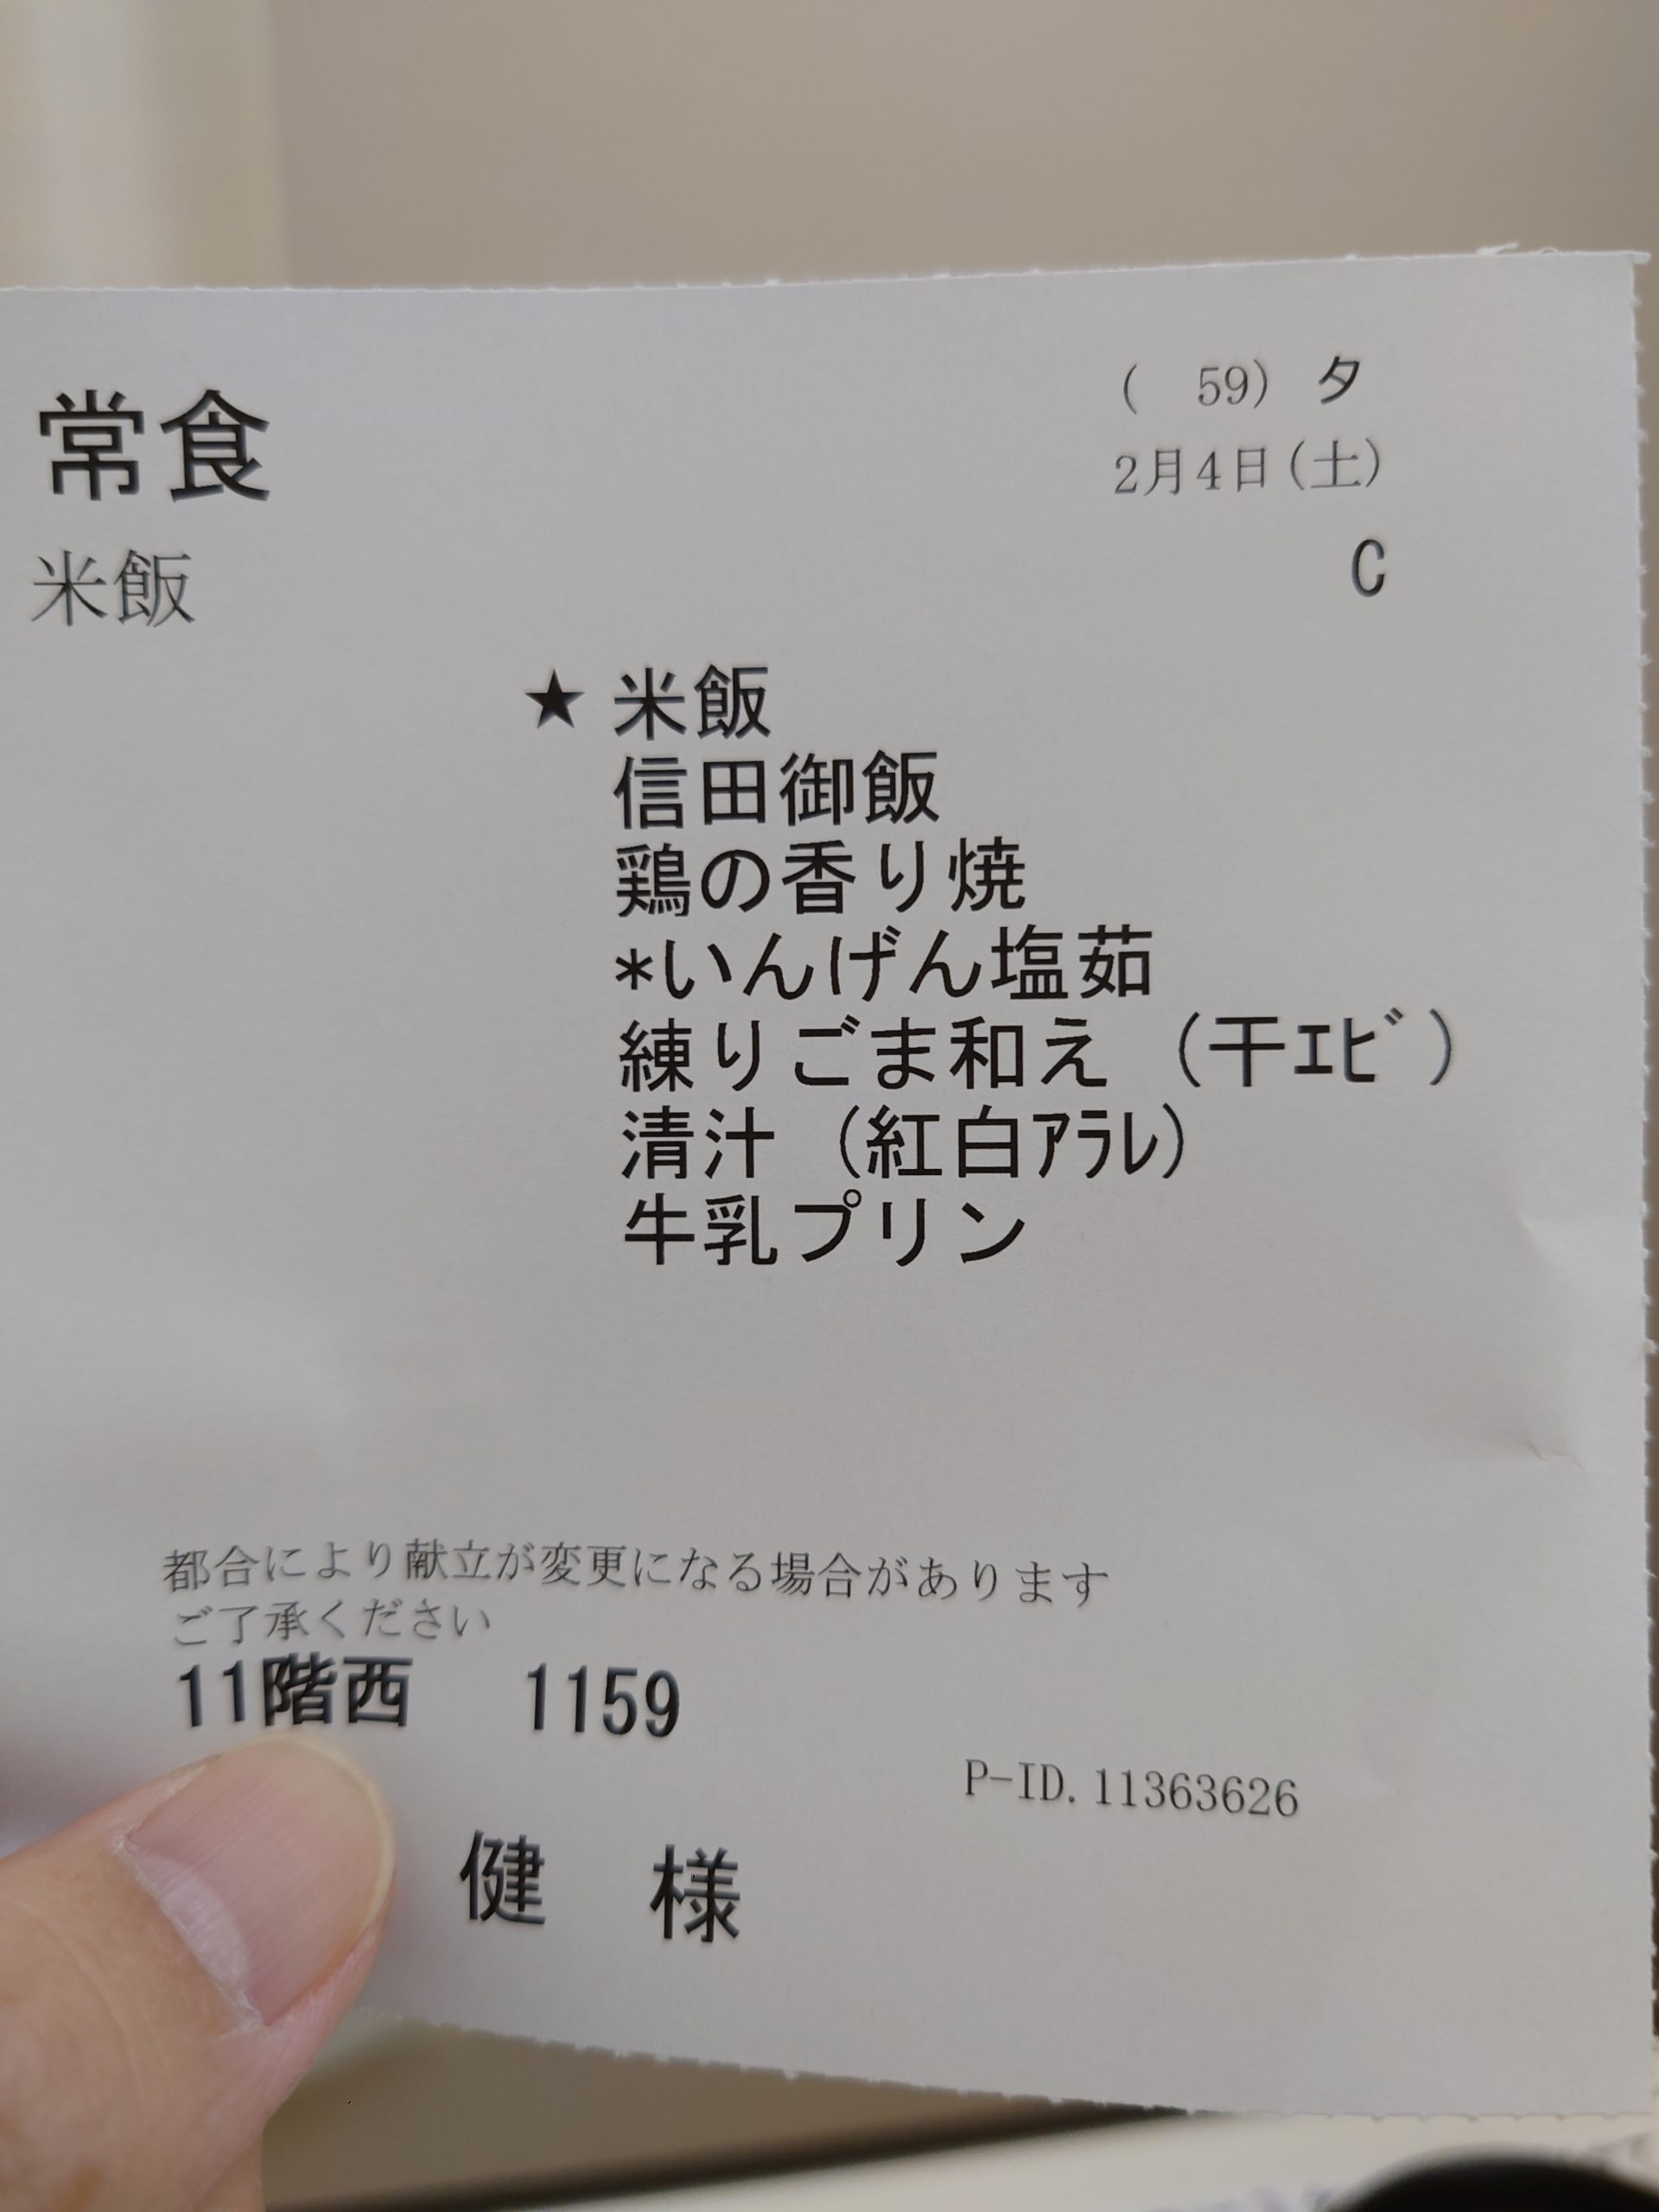 常食
( 59) 夕
2月4日(土)
米飯
C
★ 米飯
信田御飯
鶏の香り焼
*いんげん塩茹
練りごま和え (干ｴﾋﾞ)
清汁 (紅白ｱﾗﾚ)
牛乳プリン
都合により献立が変更になる場合があります
ご了承ください
11階西 1159
P-ID. 11363626
健 様